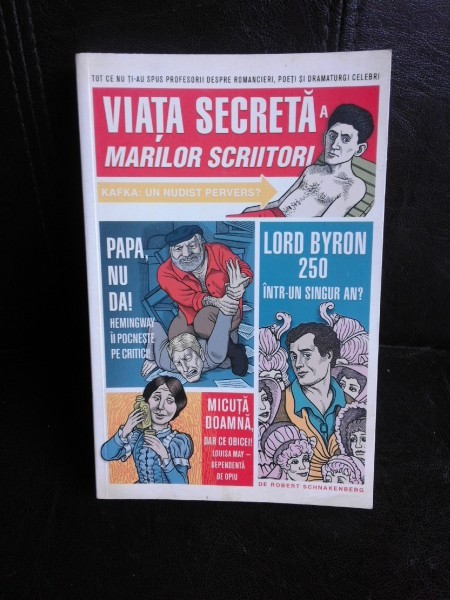 TOT CE NU ȚI-AU SPUS PROFESORII DESPRE ROMANCIERI, POEȚI ȘI DRAMATURGI CELEBRI
VIAȚA SECRETĂ A
MARILOR SCRIITORI
KAFKA: UN NUDIST PERVERS?
PAPA,
NU
DA!
HEMINGWAY
ÎI POCNEȘTE
PE CRITICI!
LORD BYRON
250
ÎNTR-UN SINGUR AN?
MICUȚĂ
DOAMNĂ,
DAR CE OBICEI!
LOUISA MAY –
DEPENDENTĂ
DE OPIU
DE ROBERT SCHNAKENBERG